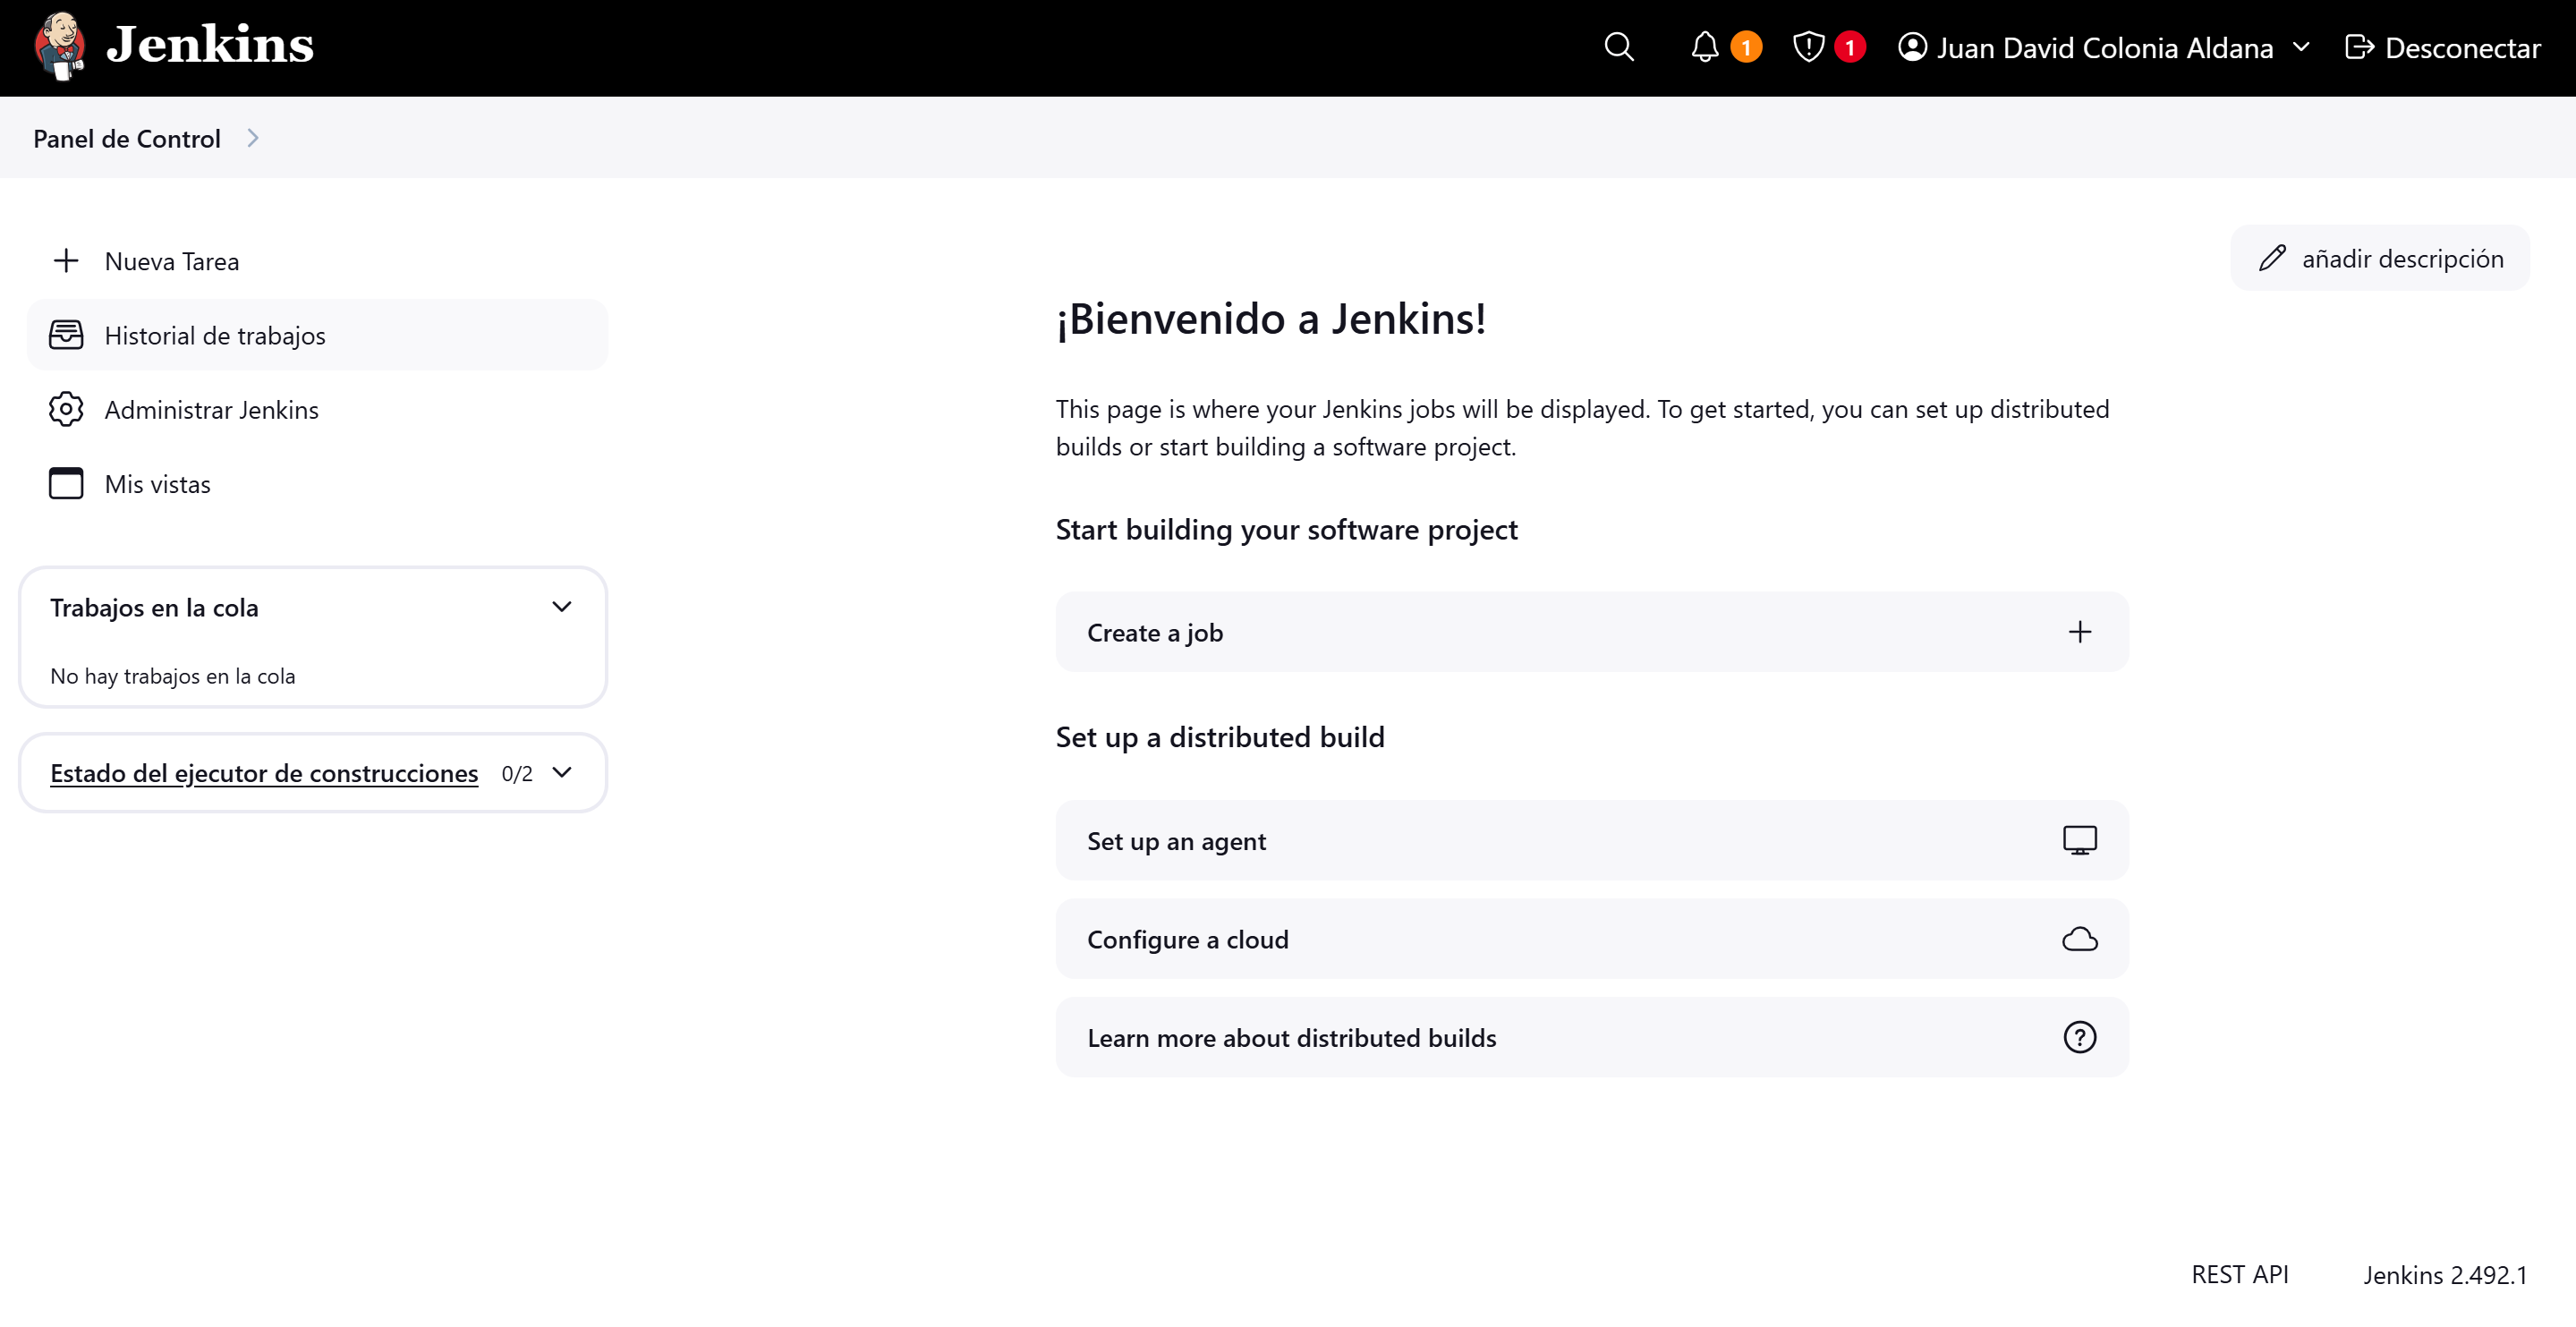 Jenkins
1
1
Juan David Colonia Aldana
Desconectar
Panel de Control
Nueva Tarea
Historial de trabajos
Administrar Jenkins
Mis vistas
Trabajos en la cola
No hay trabajos en la cola
Estado del ejecutor de construcciones 0/2
añadir descripción
¡Bienvenido a Jenkins!
This page is where your Jenkins jobs will be displayed. To get started, you can set up distributed
builds or start building a software project.
Start building your software project
Create a job
Set up a distributed build
Set up an agent
Configure a cloud
Learn more about distributed builds
REST API
Jenkins 2.492.1